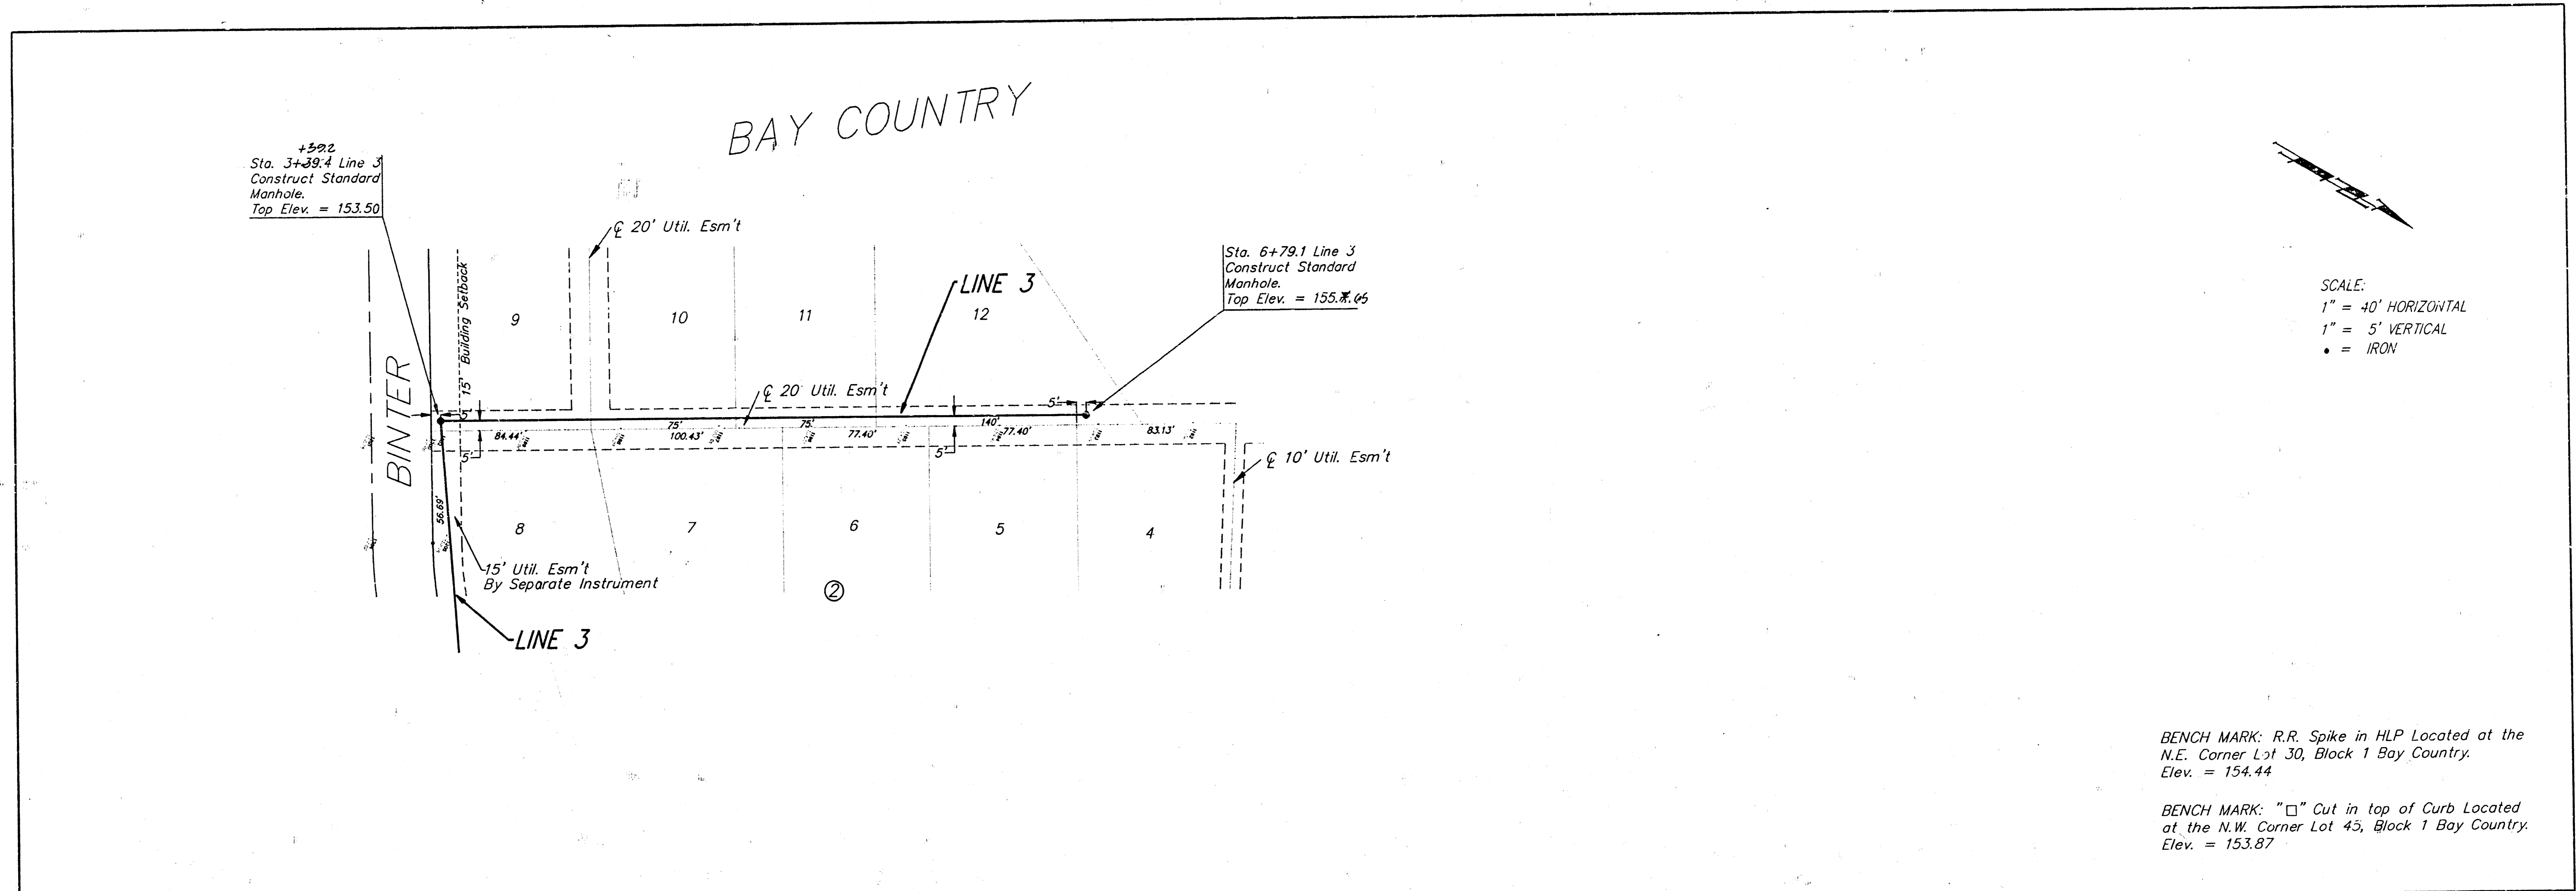 BAY COUNTRY
+39.2
Sta. 3+39.4 Line 3
Construct Standard
Manhole.
Top Elev. = 153.50
℄ 20' Util. Esm't
15' Building Setback
9
10
11
12
LINE 3
Sta. 6+79.1 Line 3
Construct Standard
Manhole.
Top Elev. = 155.
SCALE:
1" = 40' HORIZONTAL
1" = 5' VERTICAL
• = IRON
BINTER
℄ 20' Util. Esm't
5'
5'
75'
75'
140'
84.44'
100.43'
77.40'
77.40'
83.13'
5'
5'
℄ 10' Util. Esm't
56.69'
8
7
6
5
4
15' Util. Esm't
By Separate Instrument
2
LINE 3
BENCH MARK: R.R. Spike in HLP Located at the
N.E. Corner Lot 30, Block 1 Bay Country.
Elev. = 154.44
BENCH MARK: "□" Cut in top of Curb Located
at the N.W. Corner Lot 45, Block 1 Bay Country.
Elev. = 153.87